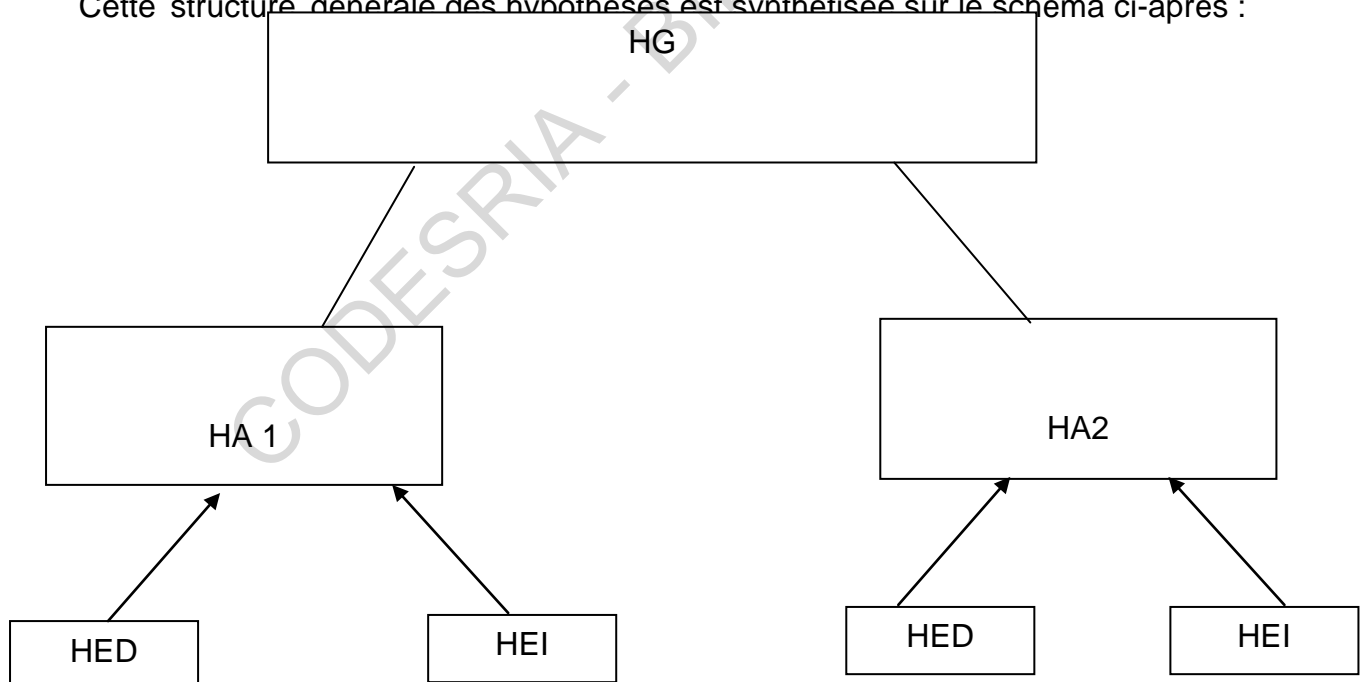 Cette structure générale des hypothèses est synthétisée sur le schéma ci-après :
HG
CODESRIA - B
HA 1
HA2
HED
HEI
HED
HEI